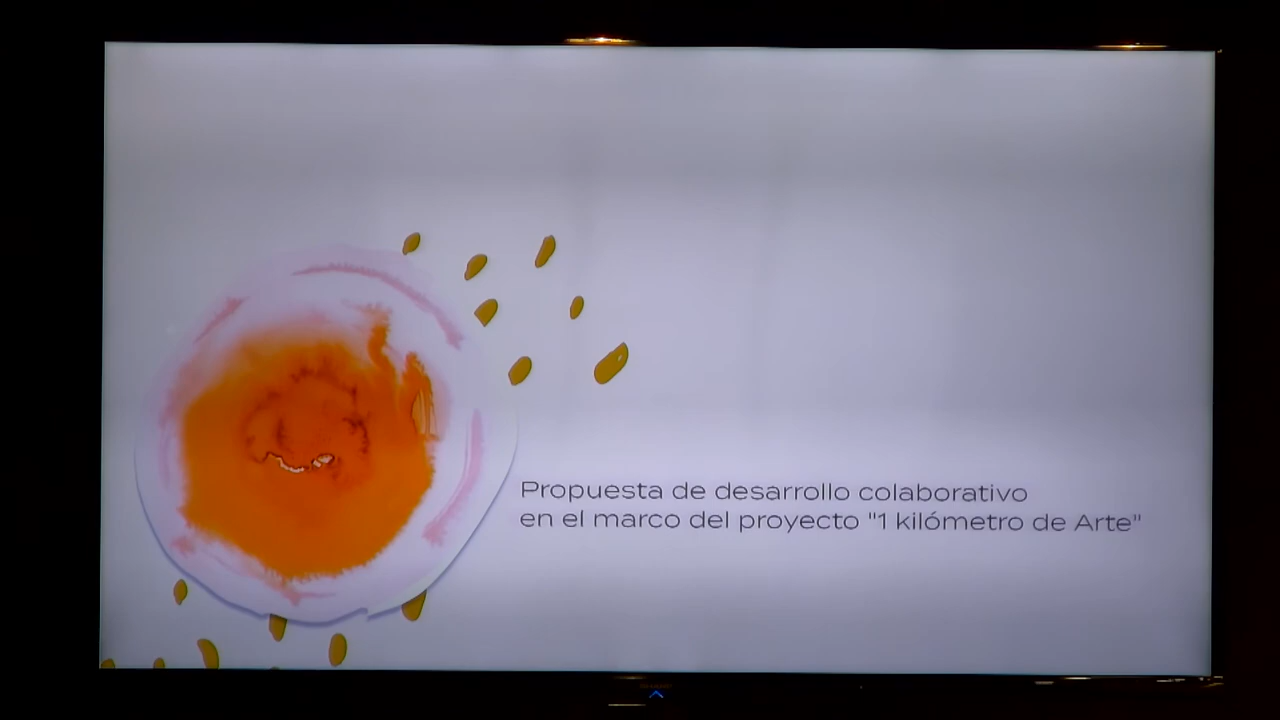 Propuesta de desarrollo colaborativo
en el marco del proyecto "1 kilómetro de Arte"